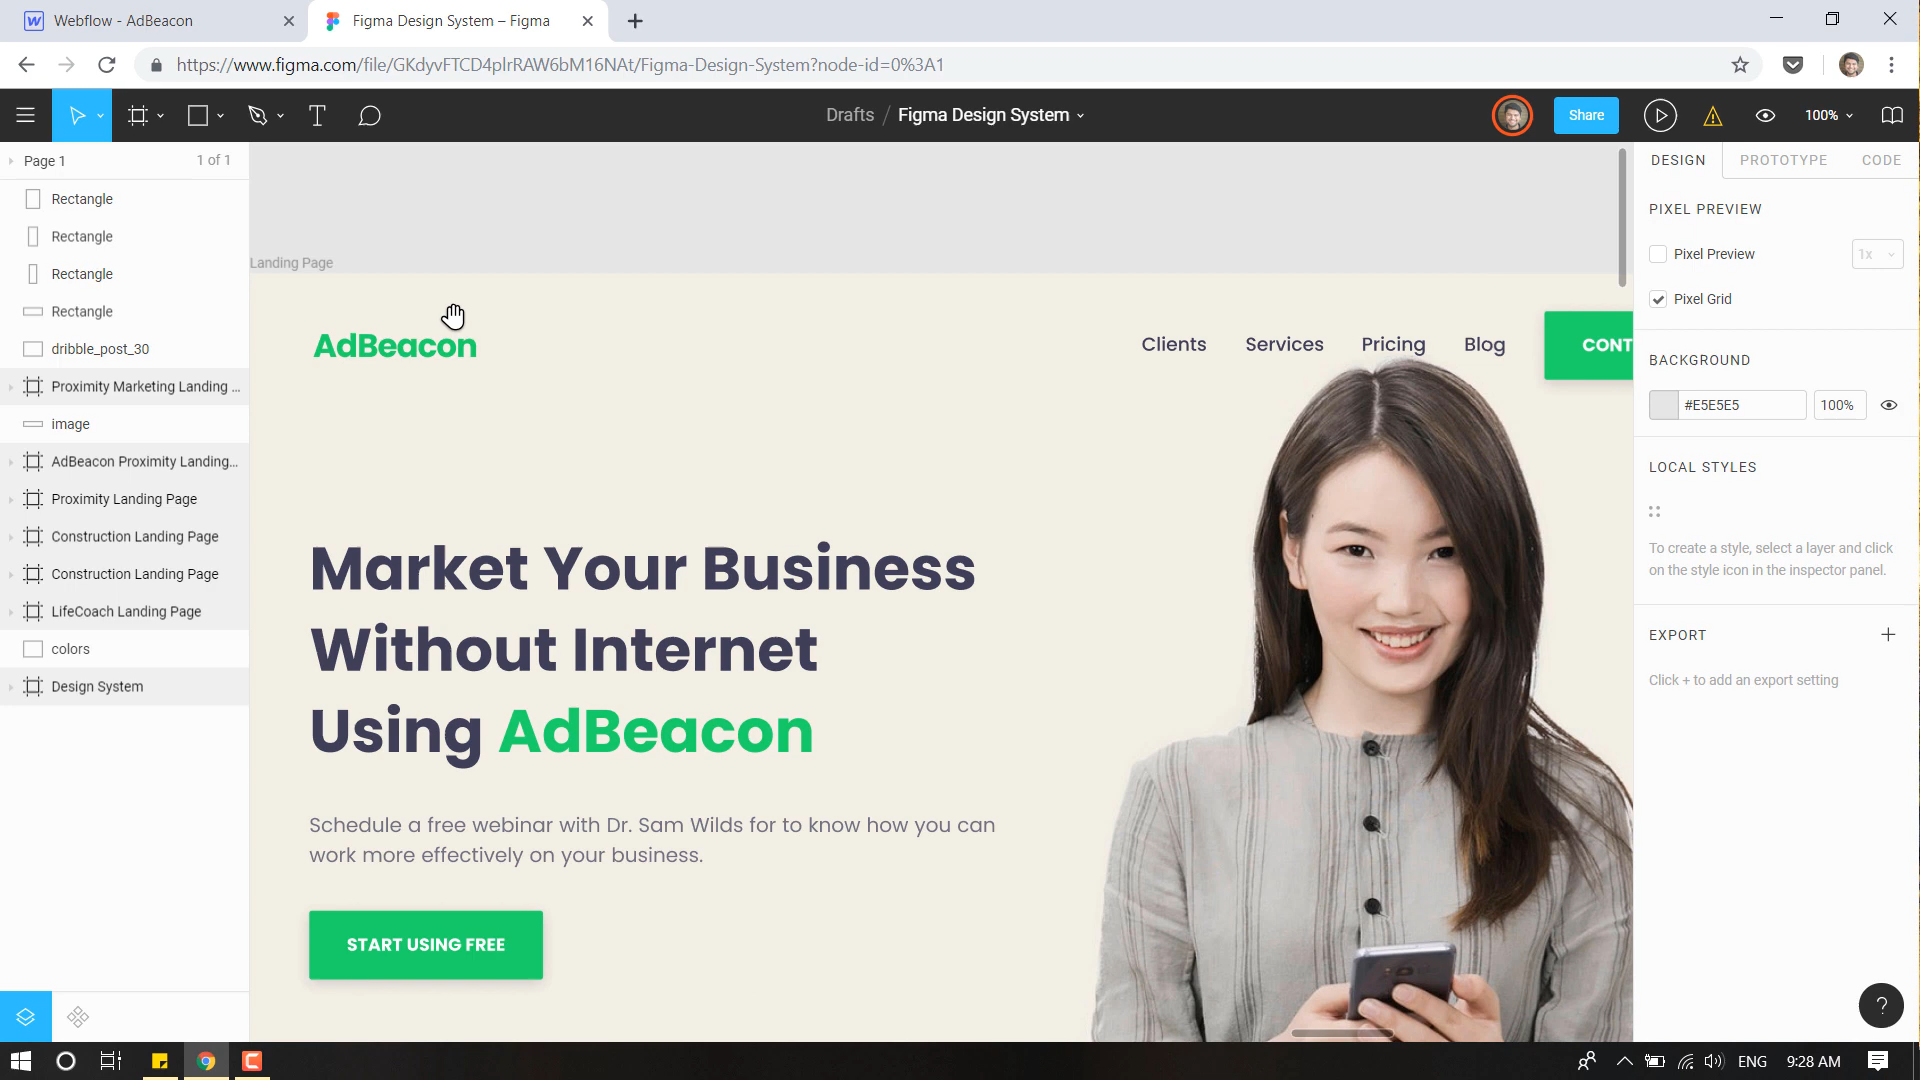 Webflow - AdBeacon
Figma Design System – Figma
https://www.figma.com/file/GKdyvFTCD4plrRAW6bM16NAt/Figma-Design-System?node-id=0%3A1
Drafts / Figma Design System
Share
100%
Page 1
1 of 1
Rectangle
Rectangle
Rectangle
Rectangle
dribble_post_30
Proximity Marketing Landing ...
image
AdBeacon Proximity Landing...
Proximity Landing Page
Construction Landing Page
Construction Landing Page
LifeCoach Landing Page
colors
Design System
Landing Page
AdBeacon
Clients
Services
Pricing
Blog
CONT
Market Your Business
Without Internet
Using AdBeacon
Schedule a free webinar with Dr. Sam Wilds for to know how you can
work more effectively on your business.
START USING FREE
DESIGN
PROTOTYPE
CODE
PIXEL PREVIEW
Pixel Preview
1x
Pixel Grid
BACKGROUND
#E5E5E5
100%
LOCAL STYLES
To create a style, select a layer and click
on the style icon in the inspector panel.
EXPORT
Click + to add an export setting
?
ENG
9:28 AM